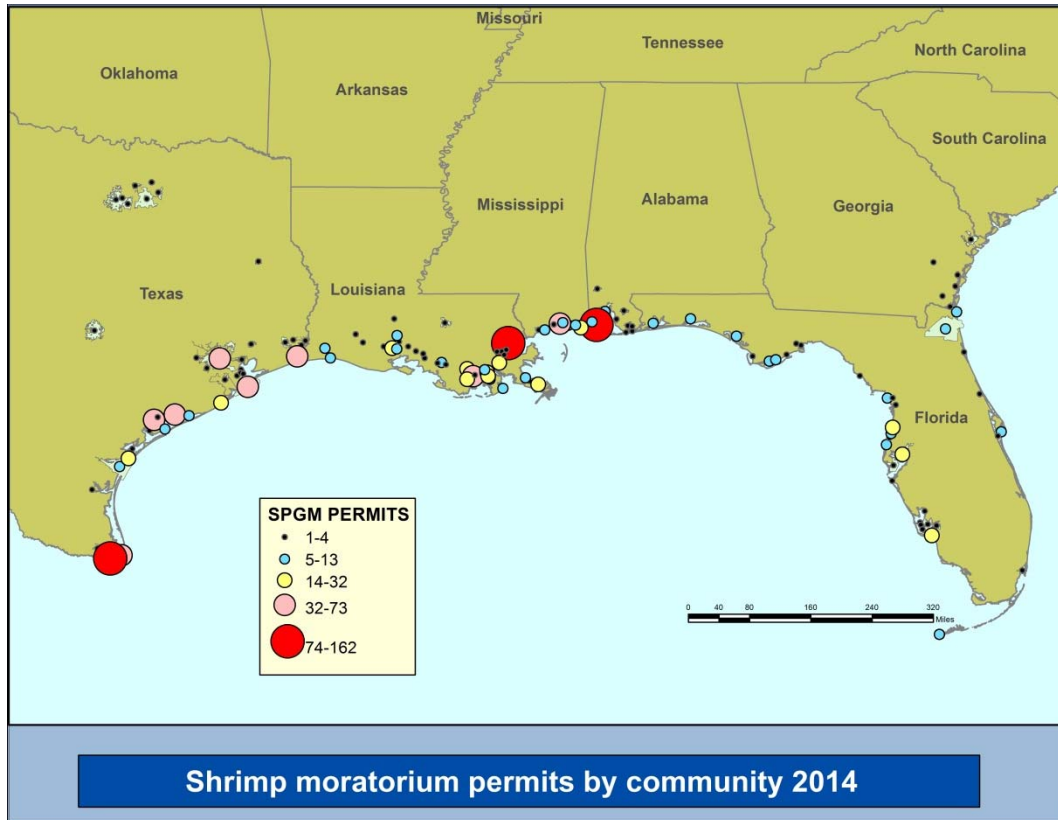 Missouri
Tennessee
North Carolina
Oklahoma
Arkansas
South Carolina
Mississippi
Alabama
Georgia
Texas
Louisiana
Florida
SPGM PERMITS
1-4
5-13
14-32
32-73
74-162
0 40 80 160 240 320
Miles
Shrimp moratorium permits by community 2014